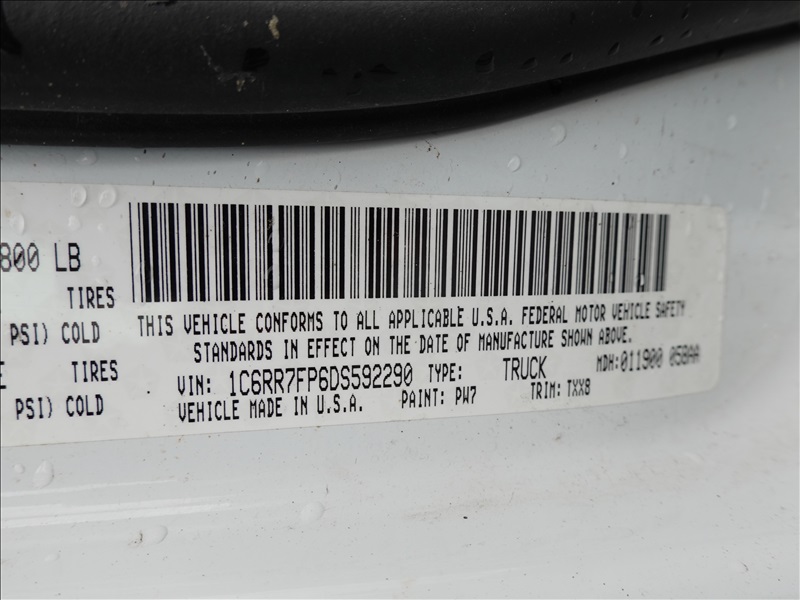 800 LB
TIRES
PSI) COLD
PSI) COLD
THIS VEHICLE CONFORMS TO ALL APPLICABLE U.S.A. FEDERAL MOTOR VEHICLE SAFETY
STANDARDS IN EFFECT ON THE DATE OF MANUFACTURE SHOWN ABOVE.
VIN: 1C6RR7FP6DS592290 TYPE: TRUCK MDH:011900 05BAA
VEHICLE MADE IN U.S.A. PAINT: PW7 TRIM: TXX8